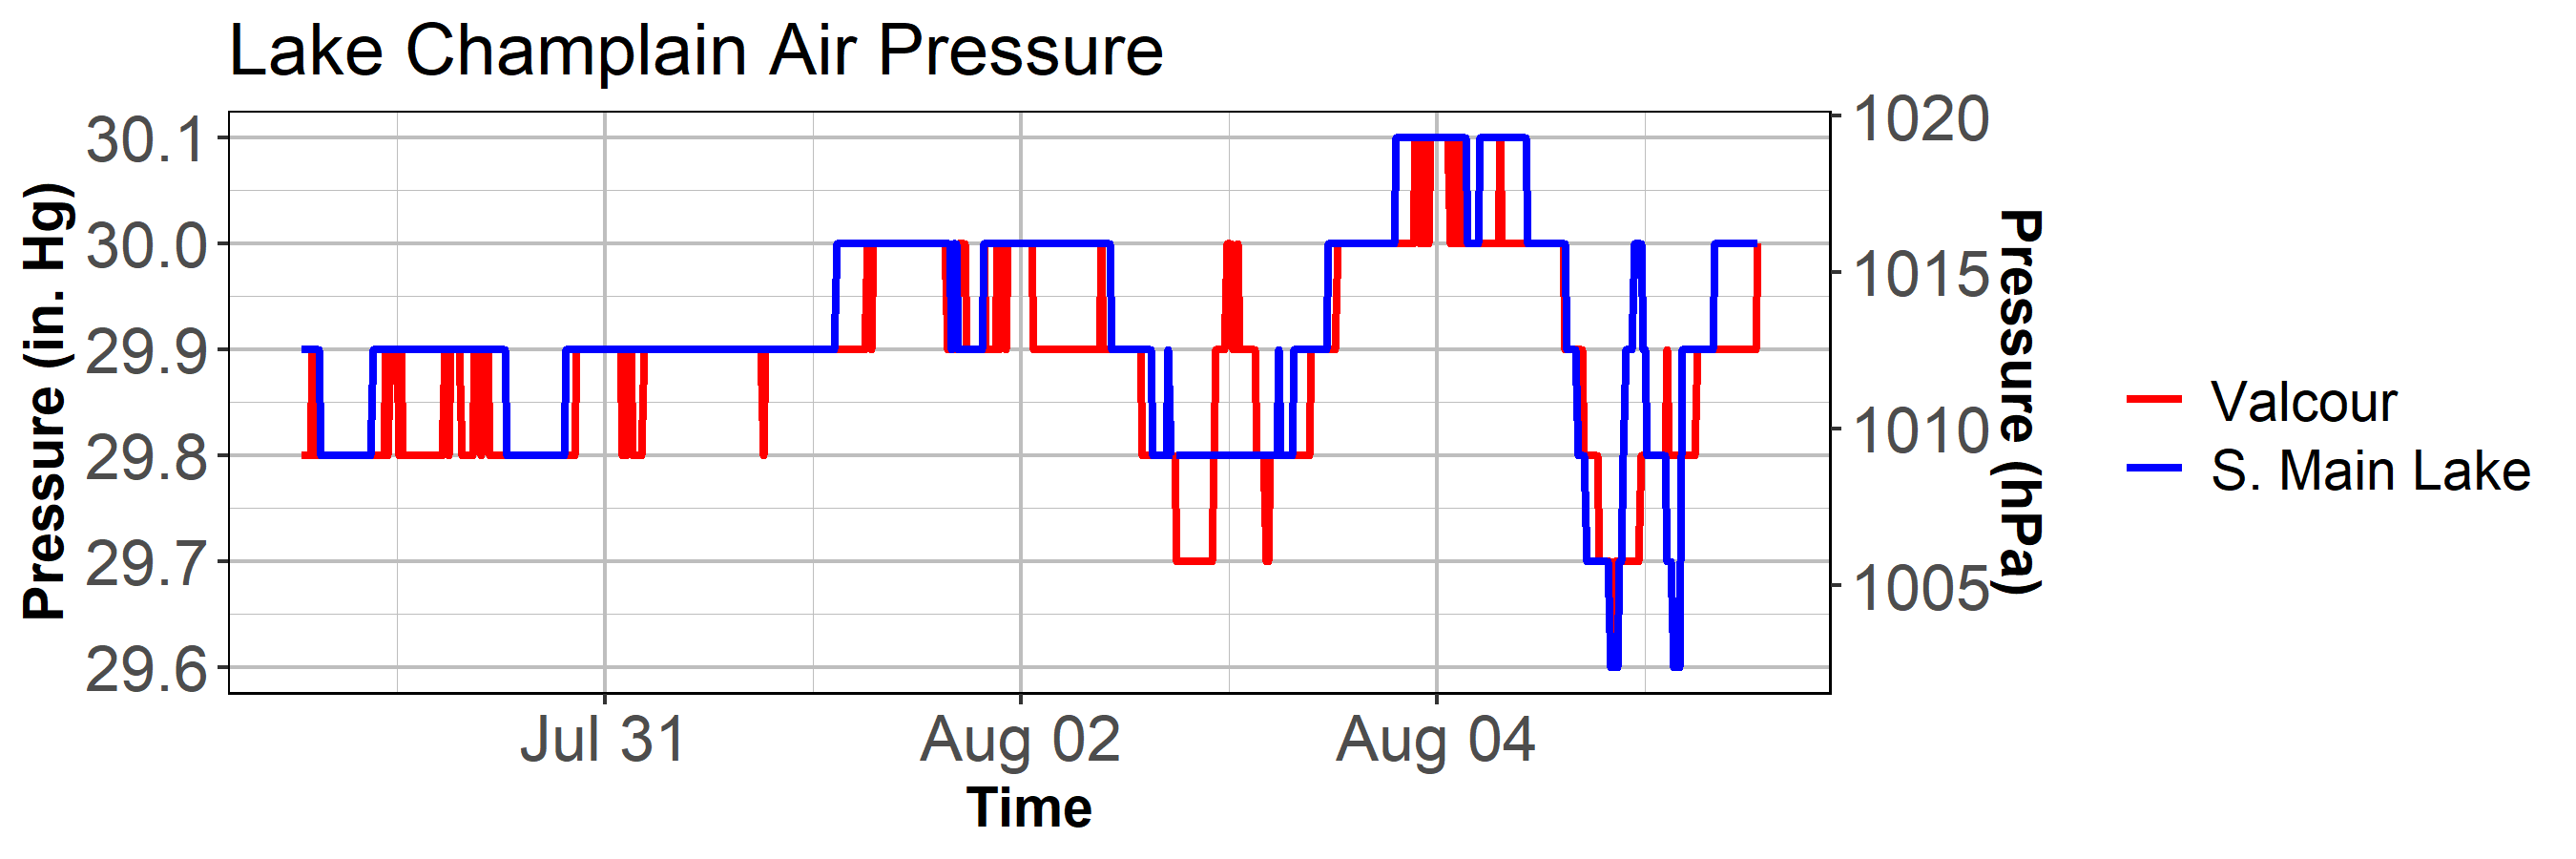 Lake Champlain Air Pressure
Pressure (in. Hg)
30.1
30.0
29.9
29.8
29.7
29.6
1020
1015
1010
1005
Pressure (hPa)
Jul 31
Aug 02
Aug 04
Time
Valcour
S. Main Lake